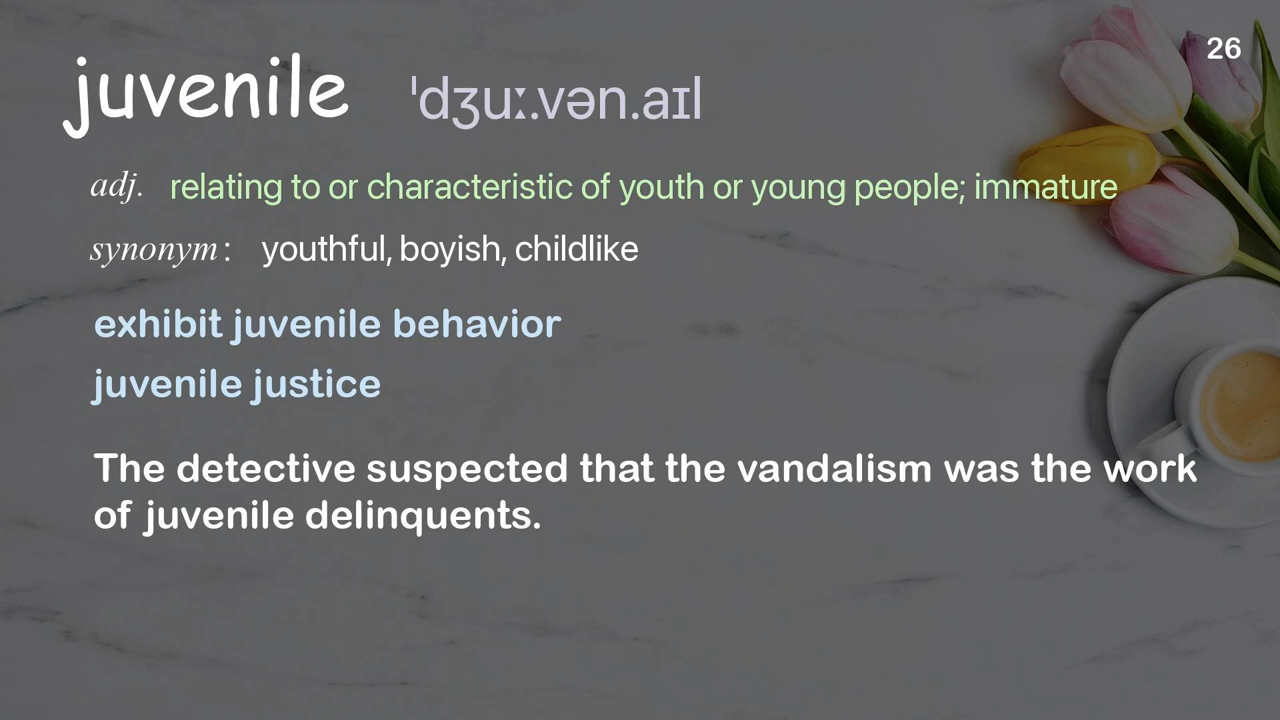 26
juvenile ˈdʒuː.vən.aɪl
adj. relating to or characteristic of youth or young people; immature
synonym : youthful, boyish, childlike
exhibit juvenile behavior
juvenile justice
The detective suspected that the vandalism was the work
of juvenile delinquents.